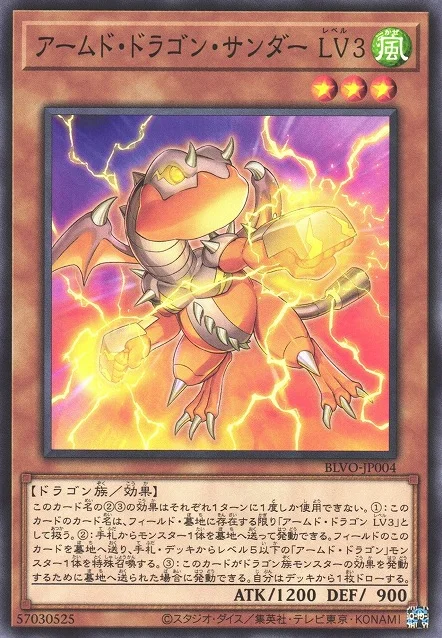 アームド・ドラゴン・サンダー LV3
レベル
風
かぜ
BLVO-JP004
【ドラゴン族／効果】
このカード名の②③の効果はそれぞれ１ターンに１度しか使用できない。①：こ
のカードのカード名は、フィールド・墓地に存在する限り「アームド・ドラゴン LV3」と
して扱う。②：手札からモンスター１体を墓地へ送って発動できる。フィールドのこ
のカードを墓地へ送り、手札・デッキからレベル５以下の「アームド・ドラゴン」モンス
ター１体を特殊召喚する。③：このカードがドラゴン族モンスターの効果を発動
するために墓地へ送られた場合に発動できる。自分はデッキから１枚ドローする。
ATK/1200 DEF/ 900
57030525
©スタジオ・ダイス／集英社・テレビ東京・KONAMI